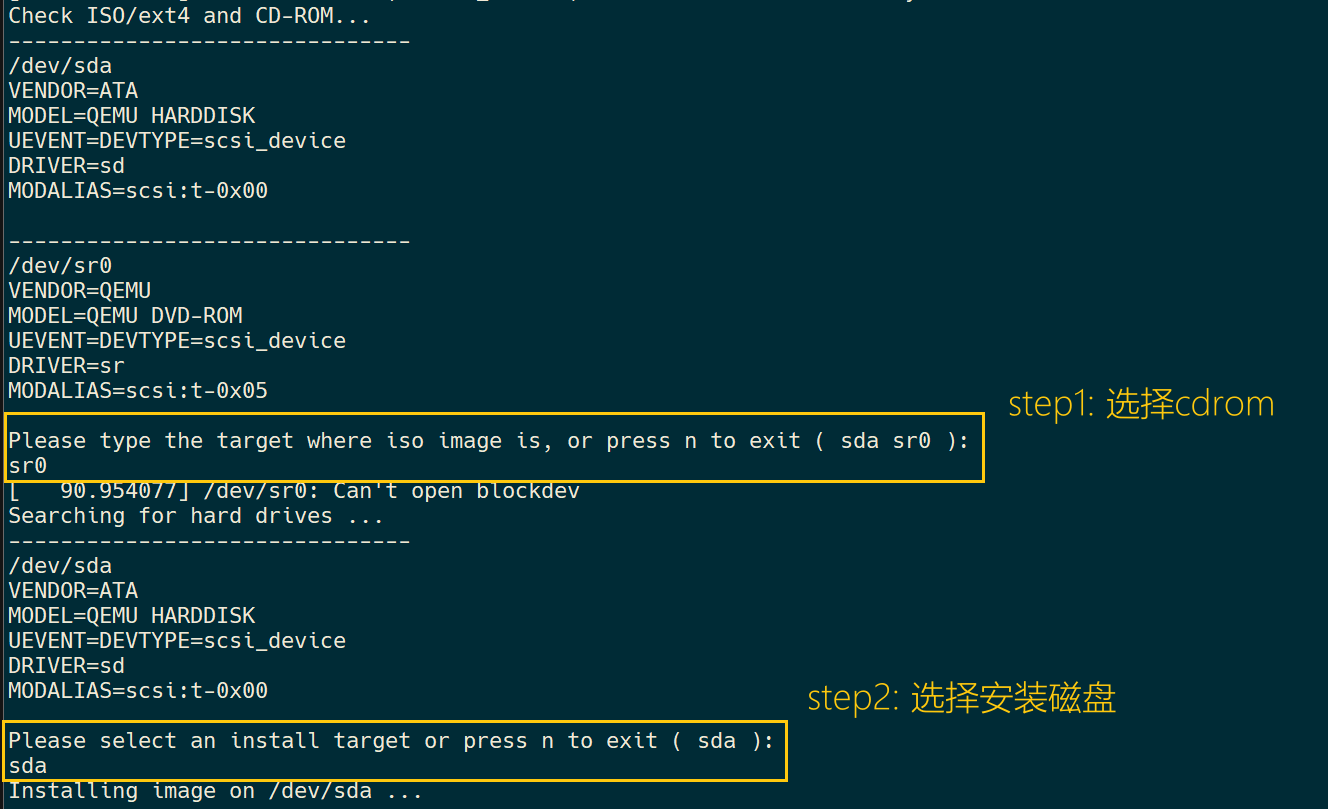 Check ISO/ext4 and CD-ROM...
-------------------------------
/dev/sda
VENDOR=ATA
MODEL=QEMU HARDDISK
UEVENT=DEVTYPE=scsi_device
DRIVER=sd
MODALIAS=scsi:t-0x00
-------------------------------
/dev/sr0
VENDOR=QEMU
MODEL=QEMU DVD-ROM
UEVENT=DEVTYPE=scsi_device
DRIVER=sr
MODALIAS=scsi:t-0x05
step1: 选择cdrom
Please type the target where iso image is, or press n to exit ( sda sr0 ):
sr0
[   90.954077] /dev/sr0: Can't open blockdev
Searching for hard drives ...
-------------------------------
/dev/sda
VENDOR=ATA
MODEL=QEMU HARDDISK
UEVENT=DEVTYPE=scsi_device
DRIVER=sd
MODALIAS=scsi:t-0x00
step2: 选择安装磁盘
Please select an install target or press n to exit ( sda ):
sda
Installing image on /dev/sda ...